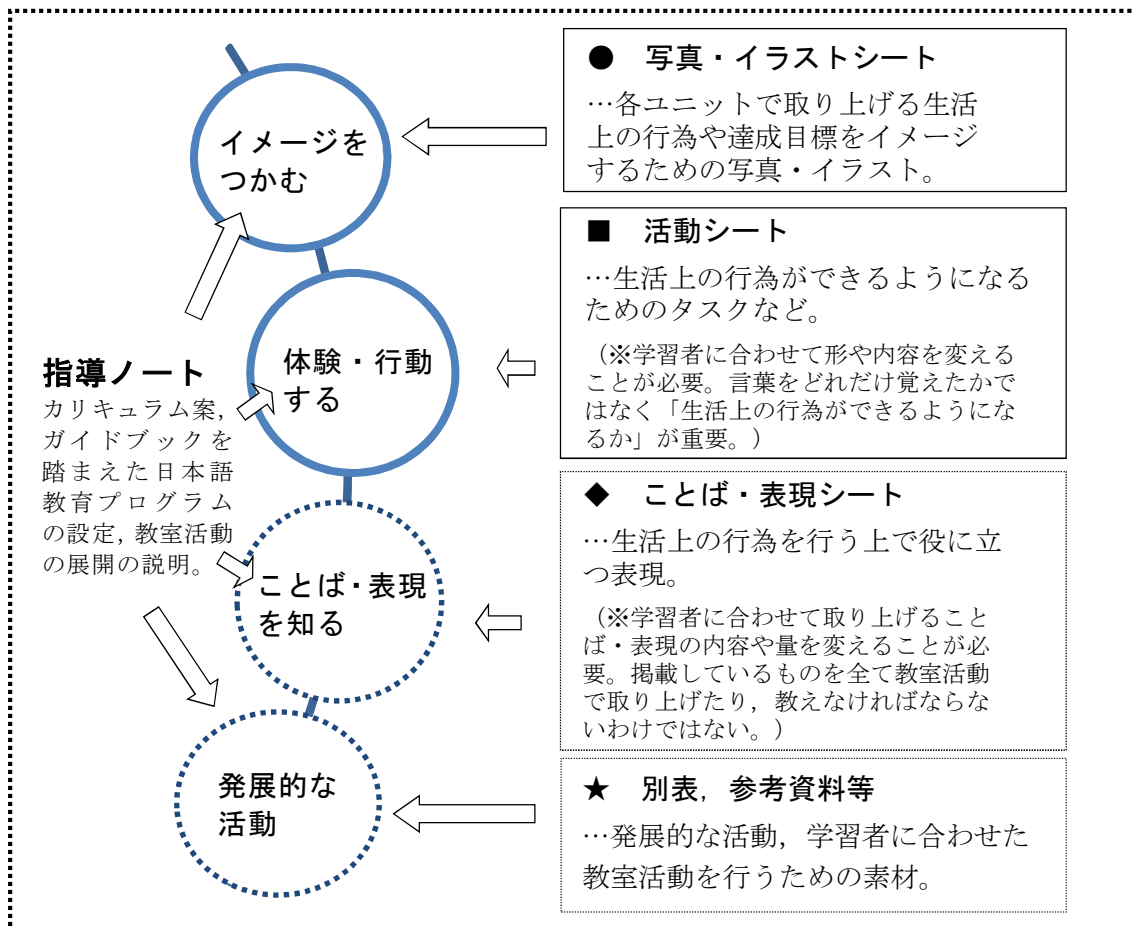 イメージを
つかむ
● 写真・イラストシート
…各ユニットで取り上げる生活
上の行為や達成目標をイメージ
するための写真・イラスト。
体験・行動
する
■ 活動シート
…生活上の行為ができるようになる
ためのタスクなど。
（※学習者に合わせて形や内容を変える
ことが必要。言葉をどれだけ覚えたかで
はなく「生活上の行為ができるようにな
るか」が重要。）
指導ノート
カリキュラム案，
ガイドブックを
踏まえた日本語
教育プログラム
の設定，教室活動
の展開の説明。
ことば・表現
を知る
◆ ことば・表現シート
…生活上の行為を行う上で役に立
つ表現。
（※学習者に合わせて取り上げること
ば・表現の内容や量を変えることが必
要。掲載しているものを全て教室活動
で取り上げたり，教えなければならな
いわけではない。）
発展的な
活動
★ 別表，参考資料等
…発展的な活動，学習者に合わせた
教室活動を行うための素材。